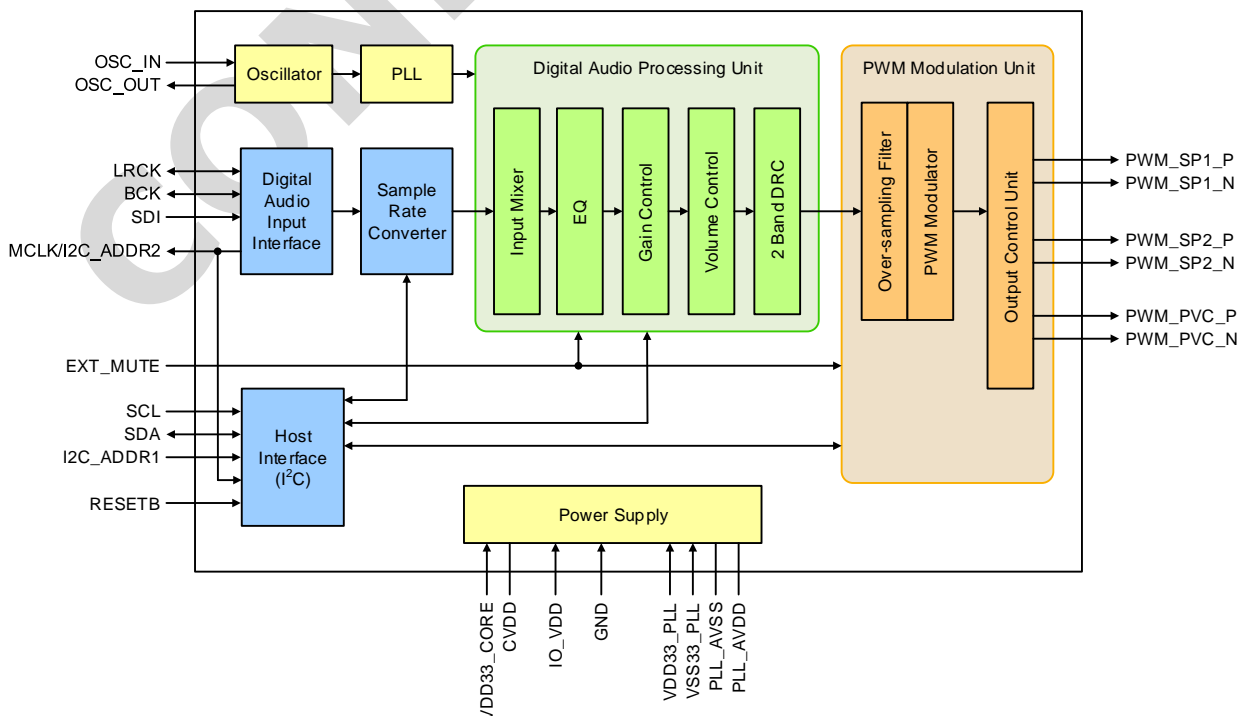 OSC_IN
OSC_OUT
Oscillator
PLL
Digital Audio Processing Unit
PWM Modulation Unit
LRCK
BCK
SDI
MCLK/I2C_ADDR2
Digital
Audio
Input
Interface
Sample
Rate
Converter
Input Mixer
EQ
Gain Control
Volume Control
2 Band DRC
Over-sampling Filter
PWM Modulator
Output Control Unit
PWM_SP1_P
PWM_SP1_N
PWM_SP2_P
PWM_SP2_N
PWM_PVC_P
PWM_PVC_N
EXT_MUTE
SCL
SDA
I2C_ADDR1
RESETB
Host
Interface
(I²C)
Power Supply
VDD33_CORE
CVDD
IO_VDD
GND
VDD33_PLL
VSS33_PLL
PLL_AVSS
PLL_AVDD